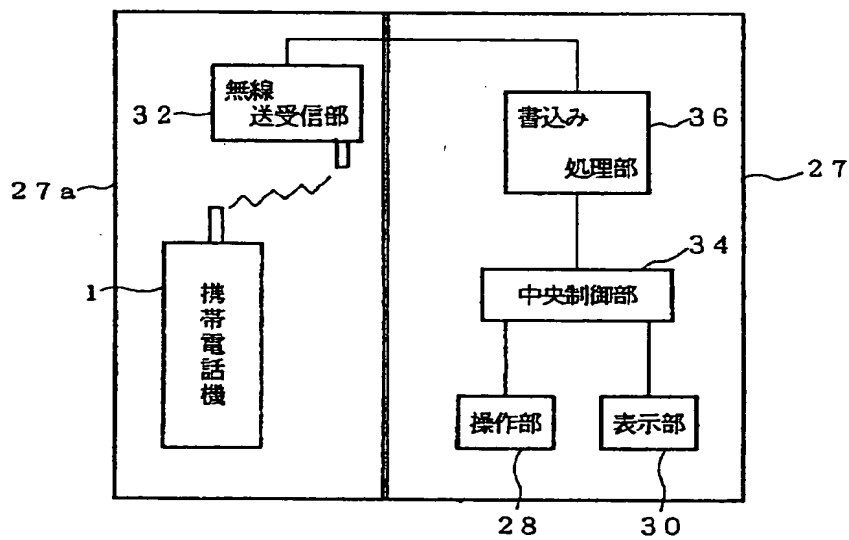 無線
送受信部
32
書込み
処理部
36
27a
27
34
中央制御部
1
携帯電話機
操作部
表示部
28
30